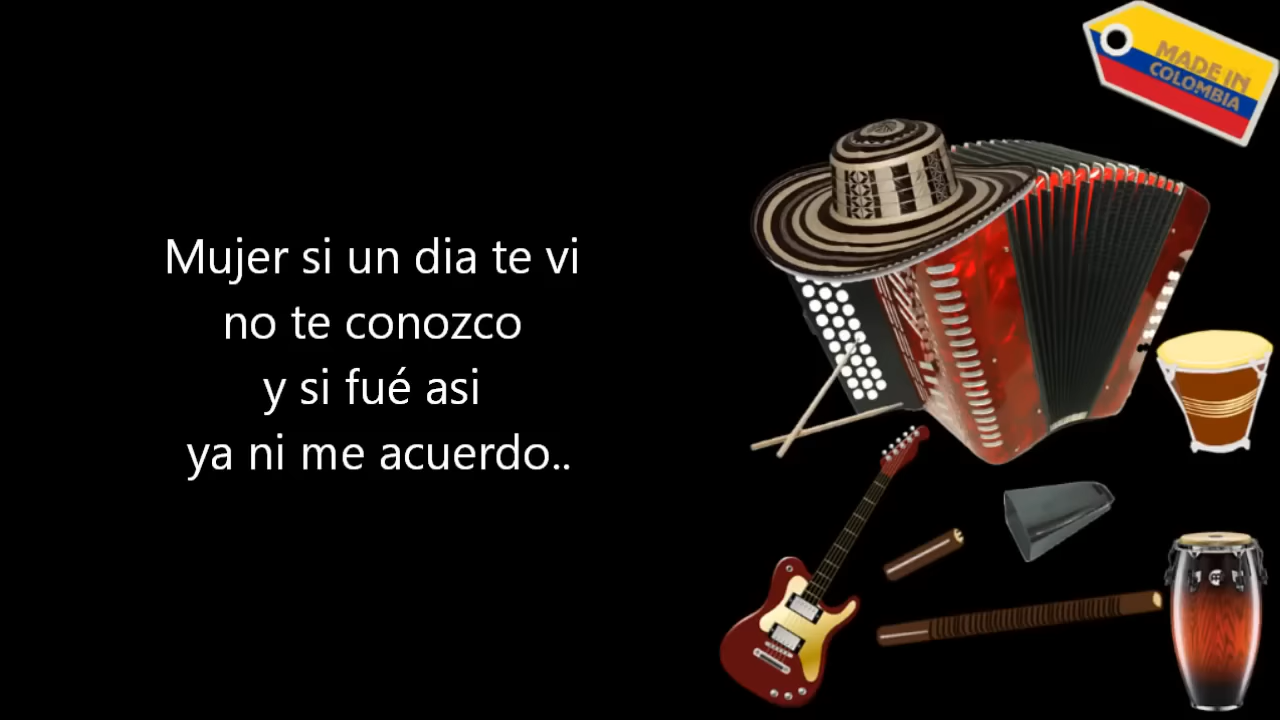 MADE IN
COLOMBIA
Mujer si un dia te vi
no te conozco
y si fué asi
ya ni me acuerdo..